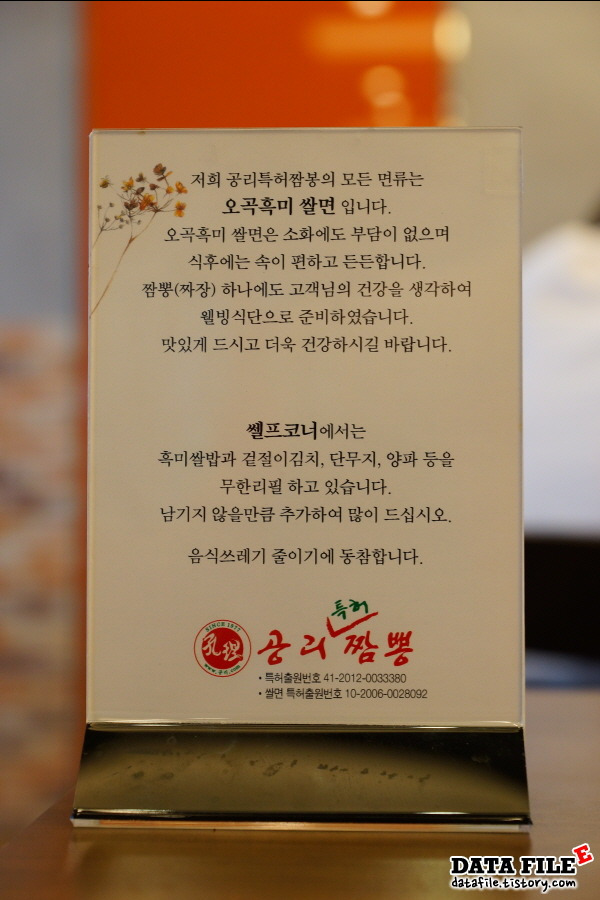 저희 공리특허짬봉의 모든 면류는
오곡흑미 쌀면 입니다.
오곡흑미 쌀면은 소화에도 부담이 없으며
식후에는 속이 편하고 든든합니다.
짬뽕(짜장) 하나에도 고객님의 건강을 생각하여
웰빙식단으로 준비하였습니다.
맛있게 드시고 더욱 건강하시길 바랍니다.
쎌프코너에서는
흑미쌀밥과 겉절이김치, 단무지, 양파 등을
무한리필 하고 있습니다.
남기지 않을만큼 추가하여 많이 드십시오.
음식쓰레기 줄이기에 동참합니다.
특허
공리 짬뽕
• 특허출원번호 41-2012-0033380
• 쌀면 특허출원번호 10-2006-0028092
DATA FILE E
datafile.tistory.com